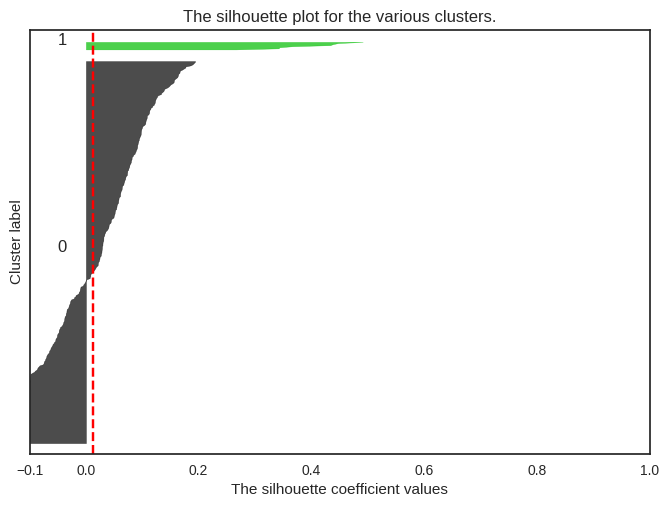 The silhouette plot for the various clusters.
1
0
Cluster label
−0.1 0.0 0.2 0.4 0.6 0.8 1.0
The silhouette coefficient values